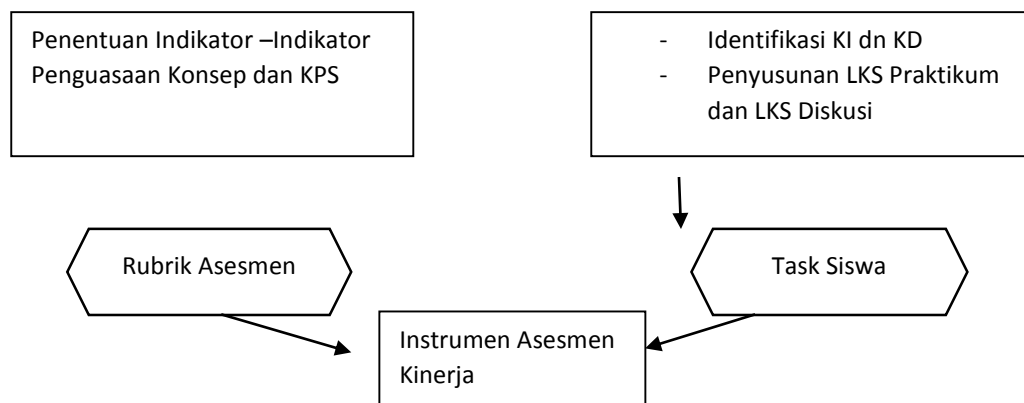 Penentuan Indikator –Indikator
Penguasaan Konsep dan KPS
- Identifikasi KI dn KD
- Penyusunan LKS Praktikum
dan LKS Diskusi
Rubrik Asesmen
Task Siswa
Instrumen Asesmen
Kinerja